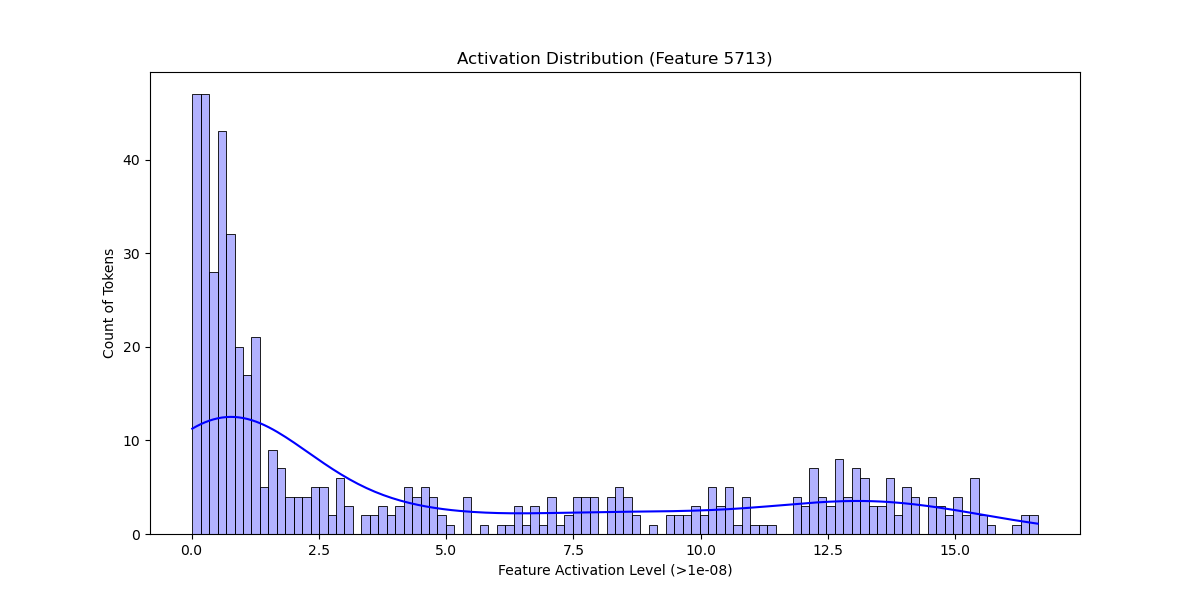 Activation Distribution (Feature 5713)
Count of Tokens
40
30
20
10
0
0.0 2.5 5.0 7.5 10.0 12.5 15.0
Feature Activation Level (>1e-08)